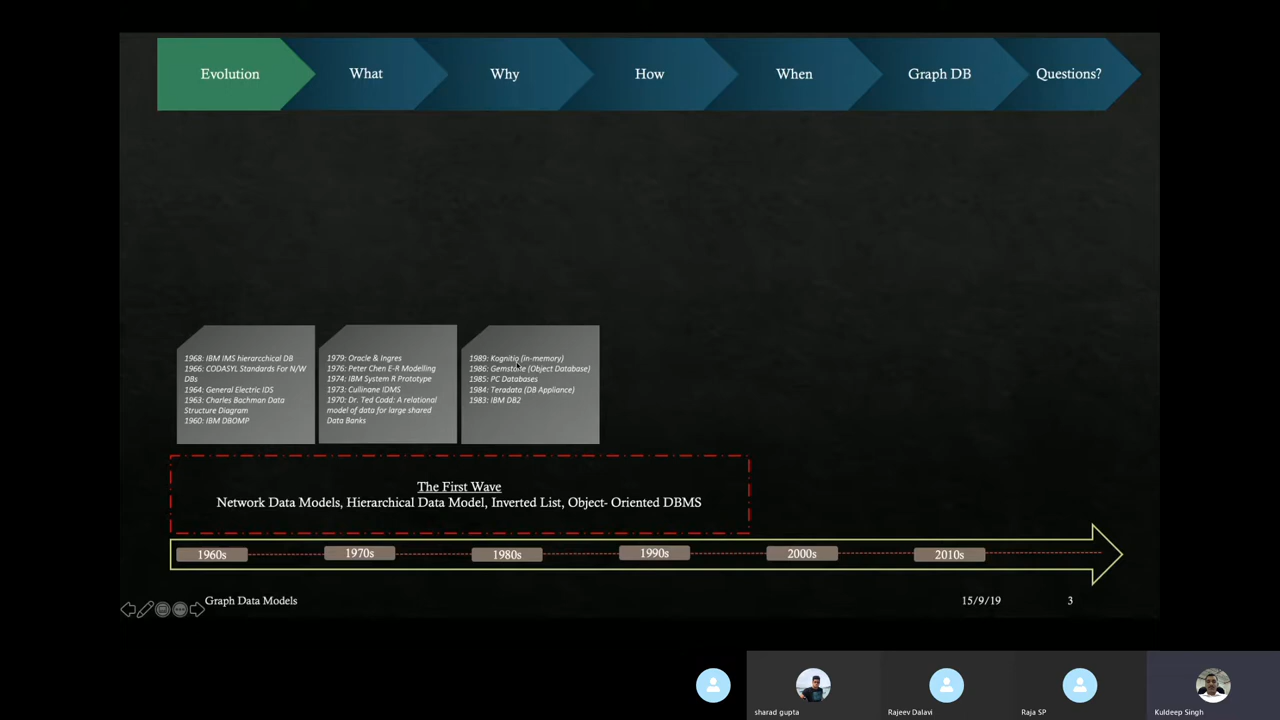 Evolution
What
Why
How
When
Graph DB
Questions?
1968: IBM IMS hierarcchical DB
1966: CODASYL Standards For N/W
DBs
1964: General Electric IDS
1963: Charles Bachman Data
Structure Diagram
1960: IBM DBOMP
1979: Oracle & Ingres
1976: Peter Chen E-R Modelling
1974: IBM System R Prototype
1973: Cullinane IDMS
1970: Dr. Ted Codd: A relational
model of data for large shared
Data Banks
1989: Kognitio (in-memory)
1986: Gemstone (Object Database)
1985: PC Databases
1984: Teradata (DB Appliance)
1983: IBM DB2
The First Wave
Network Data Models, Hierarchical Data Model, Inverted List, Object- Oriented DBMS
1960s
1970s
1980s
1990s
2000s
2010s
Graph Data Models
15/9/19
3
sharad gupta
Rajeev Dalavi
Raja SP
Kuldeep Singh